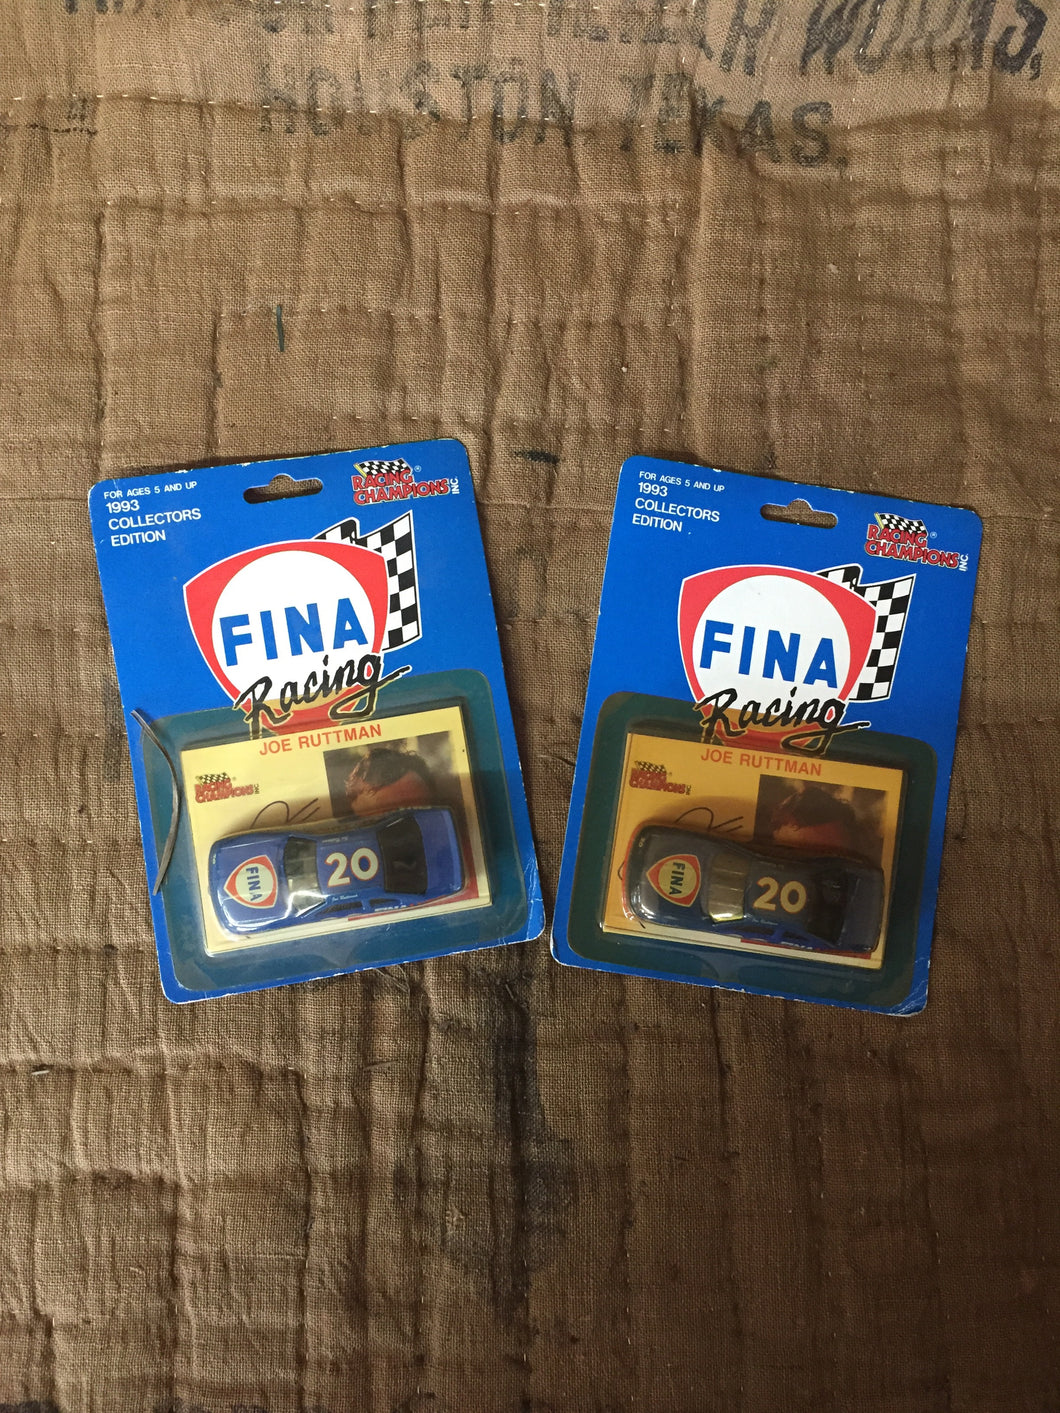 WORKS,
HOUSTON TEXAS.
FOR AGES 5 AND UP
1993
COLLECTORS
EDITION
RACING
CHAMPIONS INC
®
FINA
Racing
JOE RUTTMAN
RACING
CHAMPIONS
20
FINA
FOR AGES 5 AND UP
1993
COLLECTORS
EDITION
RACING
CHAMPIONS INC
®
FINA
Racing
JOE RUTTMAN
RACING
CHAMPIONS
20
FINA